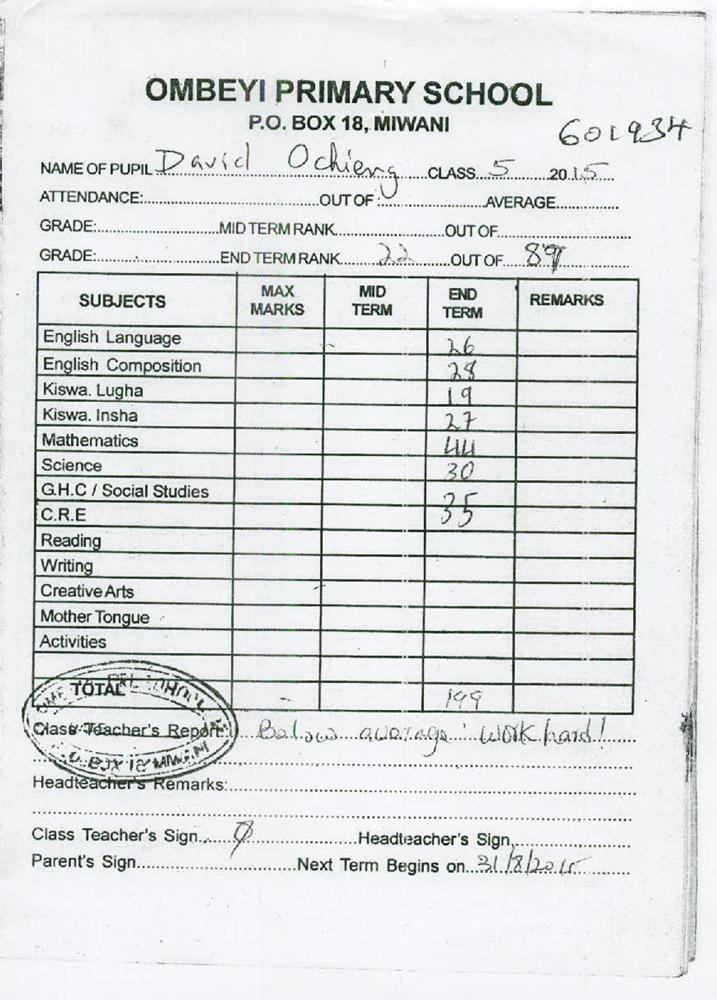 OMBEYI PRIMARY SCHOOL
P.O. BOX 18, MIWANI
601934
NAME OF PUPIL David Ochieng CLASS 5 2015
ATTENDANCE: OUT OF: AVERAGE
GRADE: MID TERM RANK OUT OF
GRADE: END TERM RANK 22 OUT OF 89
SUBJECTS MAX MARKS MID TERM END TERM REMARKS
English Language 26
English Composition 28
Kiswa. Lugha 19
Kiswa. Insha 27
Mathematics 44
Science 30
G.H.C / Social Studies
C.R.E 35
Reading
Writing
Creative Arts
Mother Tongue
Activities
TOTAL 199
Class Teacher's Report: Below average! work hard!
BOX 18 MIWANI
Headteacher's Remarks:
Class Teacher's Sign Headteacher's Sign
Parent's Sign Next Term Begins on 31/8/2015